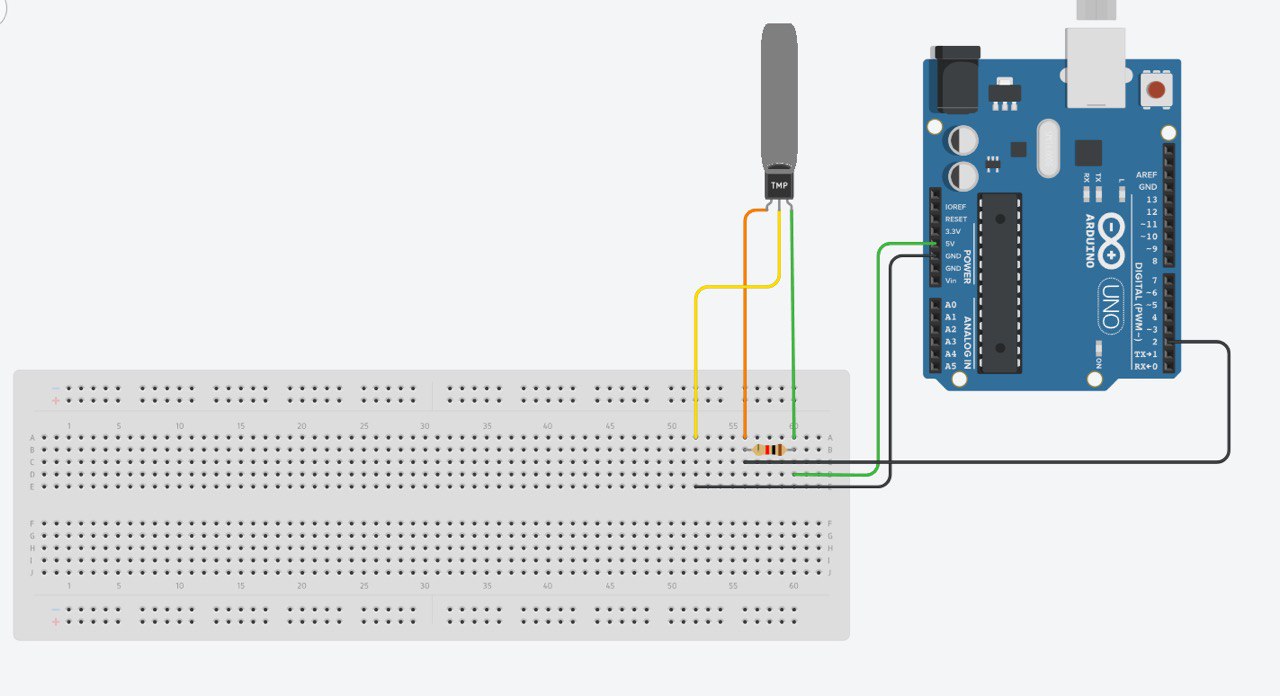 TMP
RX
TX
L
AREF
GND
13
12
~11
~10
~9
8
IOREF
RESET
3.3V
5V
GND
GND
Vin
POWER
ARDUINO
UNO
DIGITAL (PWM~)
7
~6
~5
4
~3
2
TX→1
RX←0
A0
A1
A2
A3
A4
A5
ANALOG IN
ON
−
+
1 5 10 15 20 25 30 35 40 45 50 55 60
A A
B B
C C
D
E
F F
G G
H H
I I
J J
1 5 10 15 20 25 30 35 40 45 50 55 60
−
+